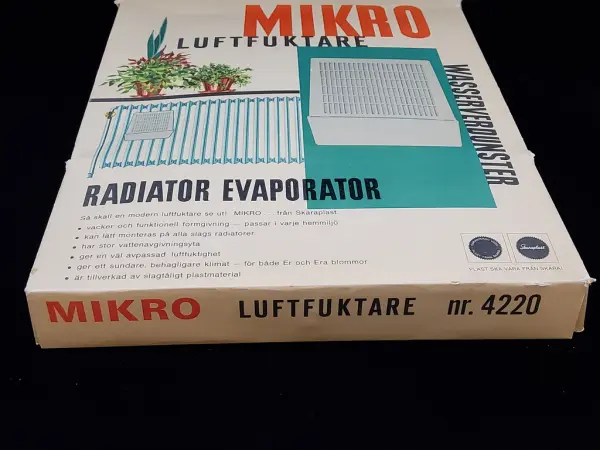 MIKRO
LUFTFUKTARE
WASSERVERDUNSTER
RADIATOR EVAPORATOR
Så skall en modern luftfuktare se ut! MIKRO ... från Skaraplast.
• vacker och funktionell formgivning — passar i varje hemmiljö
• kan lätt monteras på alla slags radiatorer
• har stor vattenavgivningsyta
• ger en väl avpassad luftfuktighet
• ger ett sundare, behagligare klimat — för både Er och Era blommor
• är tillverkad av slagtåligt plastmaterial
Skaraplast
PLAST SKA VARA FRÅN SKARA!
MIKRO LUFTFUKTARE nr. 4220